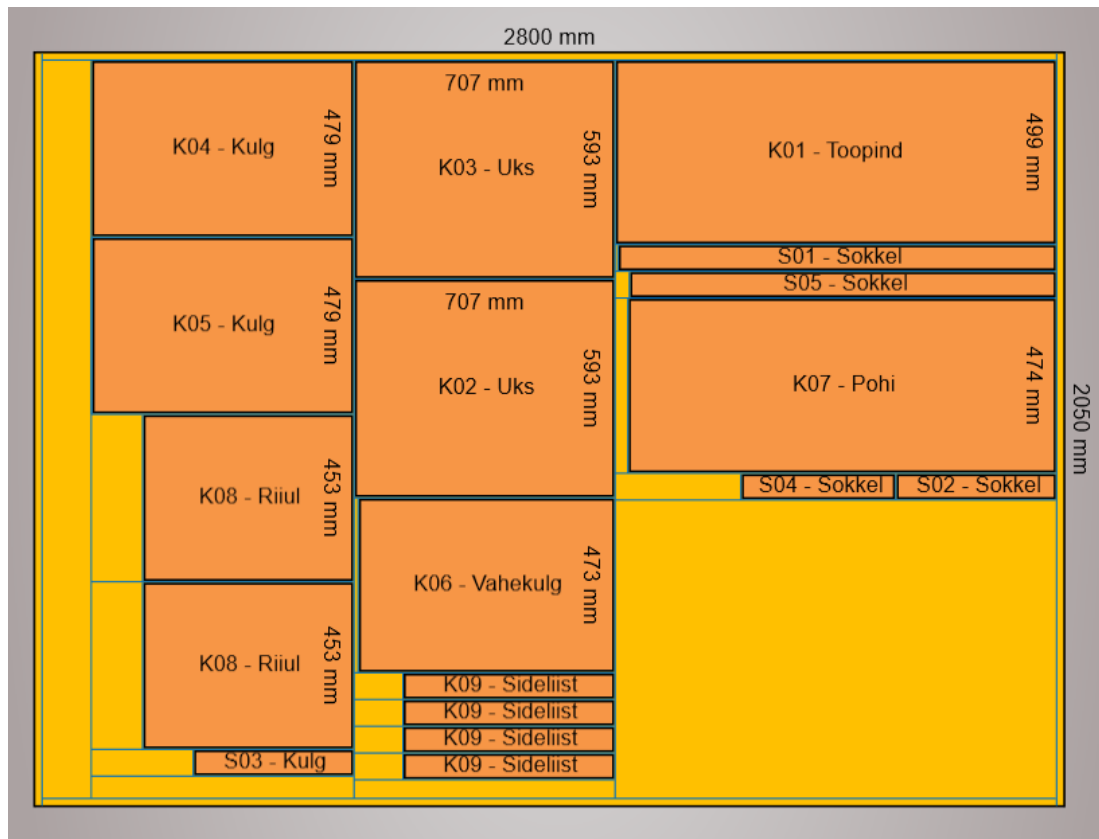 2800 mm
K04 - Kulg
479 mm
707 mm
K03 - Uks
593 mm
K01 - Toopind
499 mm
S01 - Sokkel
S05 - Sokkel
K05 - Kulg
479 mm
707 mm
K02 - Uks
593 mm
K07 - Pohi
474 mm
2050 mm
K08 - Riiul
453 mm
S04 - Sokkel
S02 - Sokkel
K06 - Vahekulg
473 mm
K08 - Riiul
453 mm
K09 - Sideliist
K09 - Sideliist
K09 - Sideliist
K09 - Sideliist
S03 - Kulg